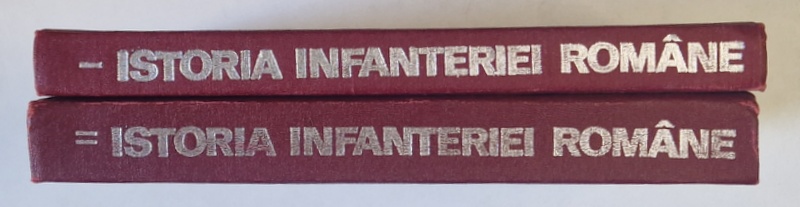 I ISTORIA INFANTERIEI ROMÂNE
II ISTORIA INFANTERIEI ROMÂNE